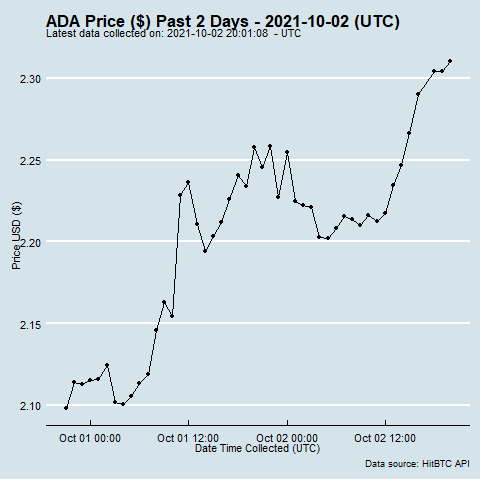 ADA Price ($) Past 2 Days - 2021-10-02 (UTC)
Latest data collected on: 2021-10-02 20:01:08 - UTC
2.30
2.25
2.20
2.15
2.10
Price USD ($)
Oct 01 00:00 Oct 01 12:00 Oct 02 00:00 Oct 02 12:00
Date Time Collected (UTC)
Data source: HitBTC API